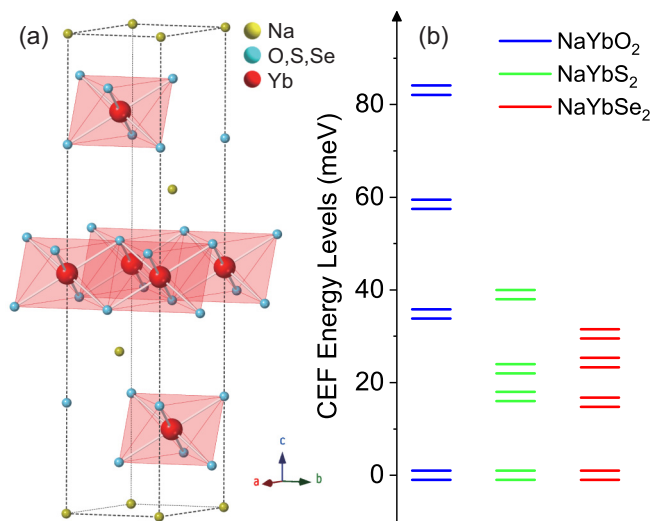 (a)
Na
O,S,Se
Yb
c
a
b
(b)
NaYbO₂
NaYbS₂
NaYbSe₂
CEF Energy Levels (meV)
80
60
40
20
0